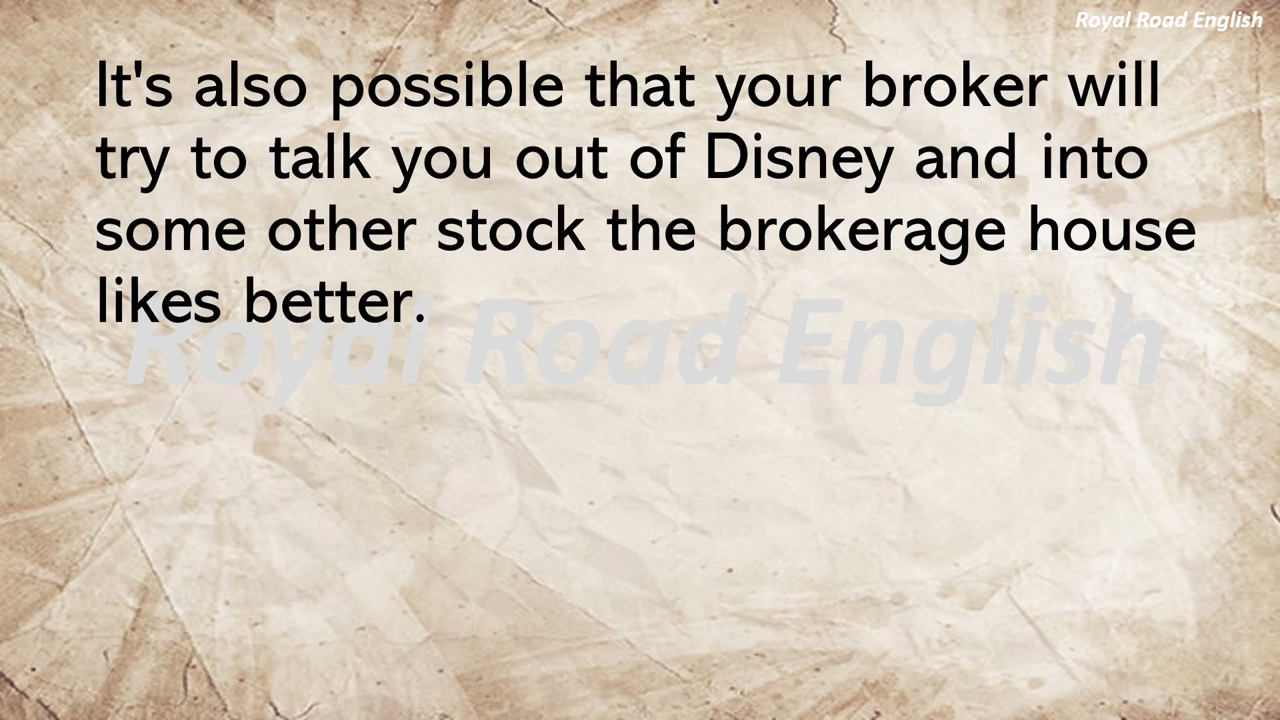 Royal Road English
It's also possible that your broker will
try to talk you out of Disney and into
some other stock the brokerage house
likes better.
Royal Road English